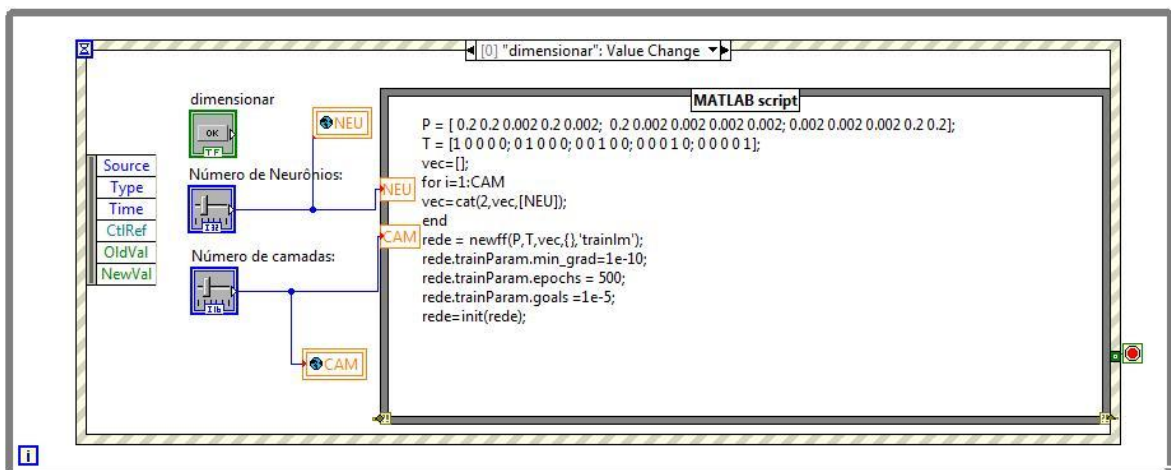 [0] "dimensionar": Value Change
dimensionar
OK
TF
NEU
Source
Type
Time
CtlRef
OldVal
NewVal
Número de Neurônios:
I32
Número de camadas:
I16
CAM
NEU
CAM
MATLAB script
P = [ 0.2 0.2 0.002 0.2 0.002; 0.2 0.002 0.002 0.002 0.002; 0.002 0.002 0.002 0.2 0.2];
T = [1 0 0 0 0; 0 1 0 0 0; 0 0 1 0 0; 0 0 0 1 0; 0 0 0 0 1];
vec=[];
for i=1:CAM
vec=cat(2,vec,[NEU]);
end
rede = newff(P,T,vec,{},'trainlm');
rede.trainParam.min_grad=1e-10;
rede.trainParam.epochs = 500;
rede.trainParam.goals =1e-5;
rede=init(rede);
i